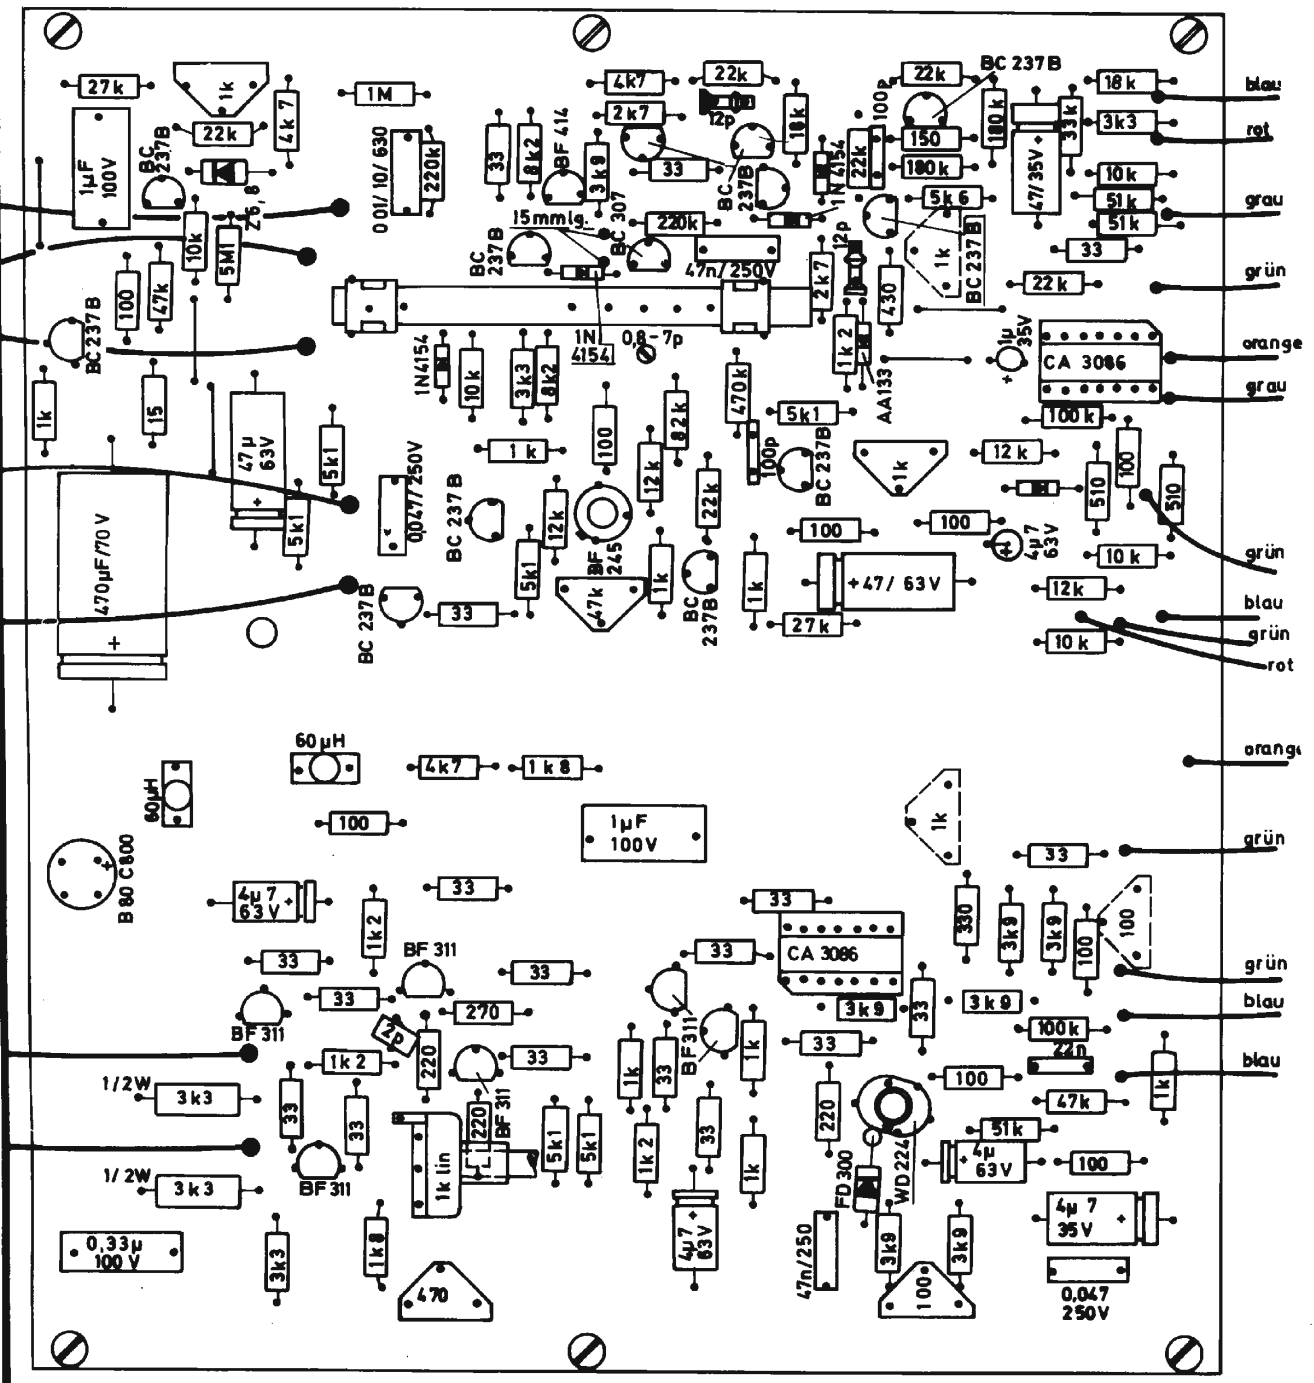 27k
1k
22k
4k7
1M
1µF
100V
BC
237B
Z6,8
10k
5M1
0.01/10/630
220k
33
8k2
BF 414
3k9
4k7
2k7
22k
12p
33
18k
BC
237B
1N4154
22k
100p
22k
BC 237B
150
180k
180k
47/35V+
33k
18k
3k3
10k
51k
51k
33
22k
blau
rot
grau
grün
orange
grau
15mmlg.
BC 307
220k
47n/250V
BC
237B
5k6
12p
1k
BC 237B
2k7
430
1k2
AA133
1µ
35V
+
CA 3086
100
47k
BC 237B
1k
15
47µ
63V
+
5k1
5k1
1N4154
10k
3k3
8k2
1N
4154
0,8-7p
470k
5k1
100k
1k
100
82k
12k
100p
BC 237B
1k
12k
510
100
510
0,047/250V
BC 237B
12k
5k1
BF
245
47k
1k
22k
BC
237B
1k
100
100
4µ7
63V
+
10k
+47/63V
27k
12k
10k
grün
blau
grün
rot
470µF/70V
+
BC 237B
33
60µH
60µH
4k7
1k8
100
1µF
100V
1k
orange
grün
33
B80 C800
+
4µ7
63V+
1k2
33
33
33
BF 311
33
33
CA 3086
330
3k9
3k9
100
100
33
270
BF 311
2p
220
1k2
33
BF311
3k9
33
3k9
100k
22n
33
grün
blau
blau
1/2W
3k3
33
33
220
BF 311
1k
33
1k
100
47k
1k
220
51k
1k lin
5k1
5k1
1k2
33
1k
WD224
FD300
+4µ
63V
100
1/2W
3k3
BF311
0,33µ
100V
3k3
1k8
470
4µ7+
63V
47n/250
3k9
3k9
100
4µ7
35V +
0,047
250V